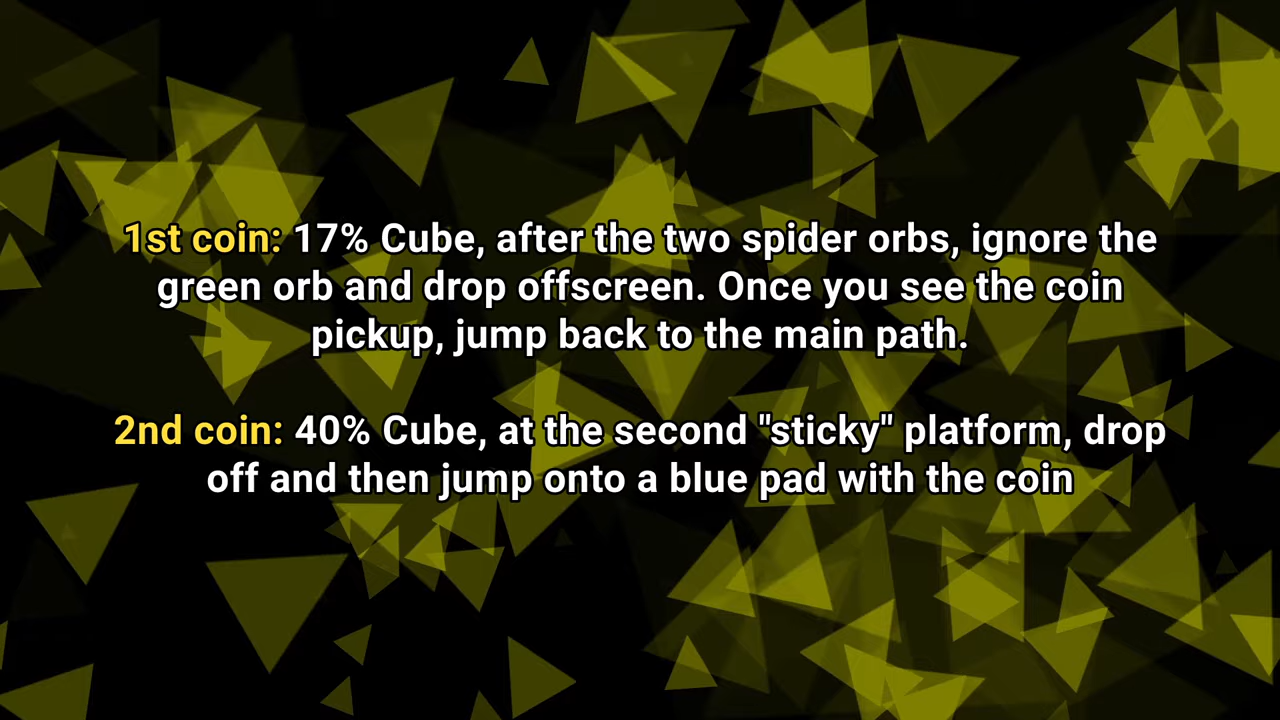 1st coin: 17% Cube, after the two spider orbs, ignore the
green orb and drop offscreen. Once you see the coin
pickup, jump back to the main path.
2nd coin: 40% Cube, at the second "sticky" platform, drop
off and then jump onto a blue pad with the coin